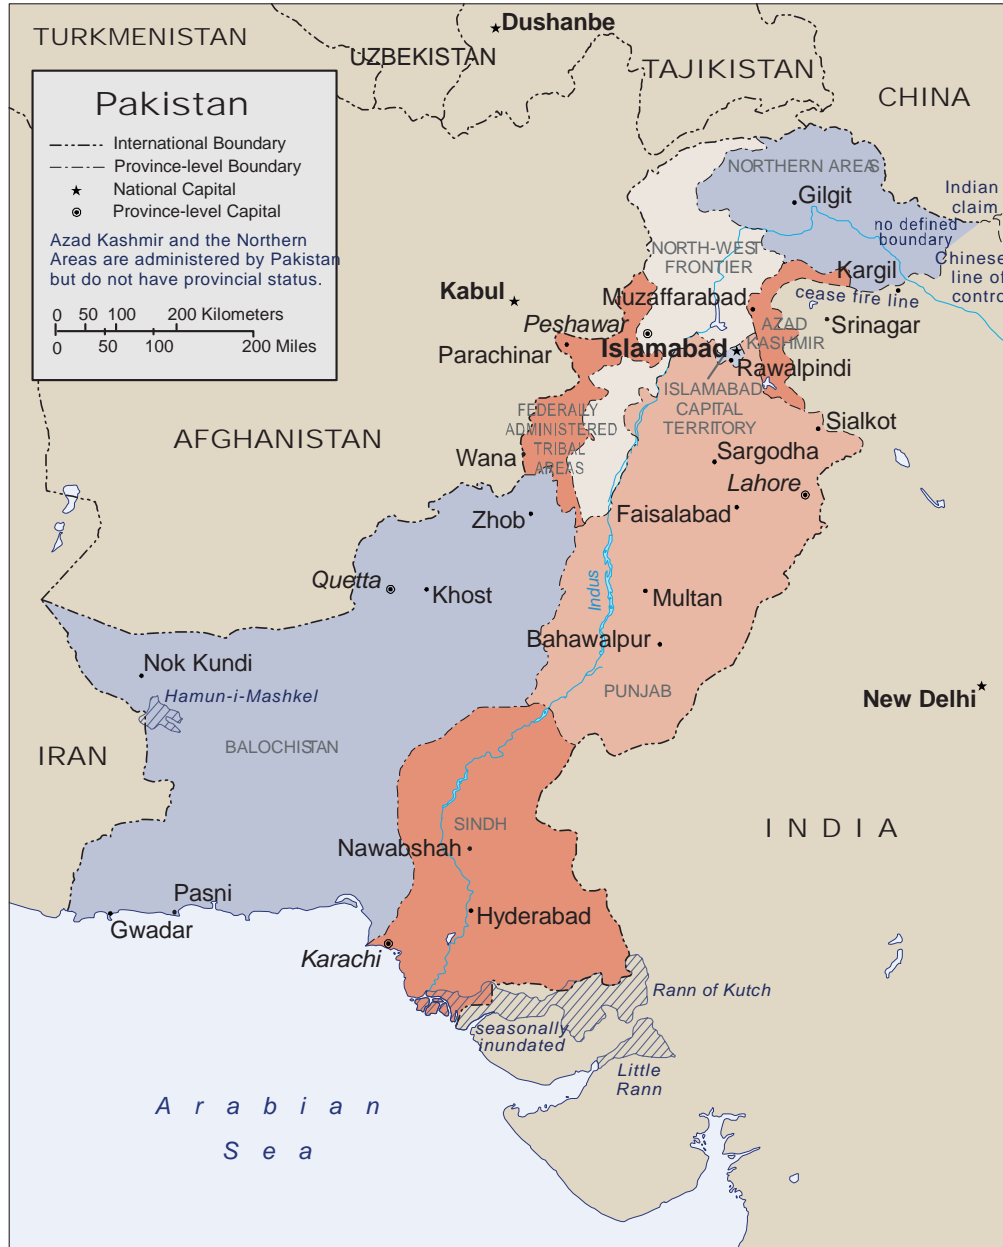 Dushanbe
TURKMENISTAN
UZBEKISTAN
TAJIKISTAN
CHINA
Pakistan
International Boundary
Province-level Boundary
National Capital
Province-level Capital
Azad Kashmir and the Northern
Areas are administered by Pakistan
but do not have provincial status.
0 50 100 200 Kilometers
0 50 100 200 Miles
NORTHERN AREAS
Gilgit
Indian
claim
no defined
boundary
Chinese
line of
control
NORTH-WEST
FRONTIER
Kargil
cease fire line
Kabul
Muzaffarabad
Peshawar
AZAD
KASHMIR
Srinagar
Parachinar
Islamabad
Rawalpindi
ISLAMABAD
CAPITAL
TERRITORY
FEDERAILY
ADMINISTERED
TRIBAL
AREAS
AFGHANISTAN
Sialkot
Wana
Sargodha
Lahore
Zhob
Faisalabad
Quetta
Khost
Indus
Multan
Bahawalpur
Nok Kundi
Hamun-i-Mashkel
PUNJAB
New Delhi
IRAN
BALOCHISTAN
SINDH
INDIA
Nawabshah
Pasni
Gwadar
Hyderabad
Karachi
Rann of Kutch
seasonally
inundated
Little
Rann
Arabian
Sea